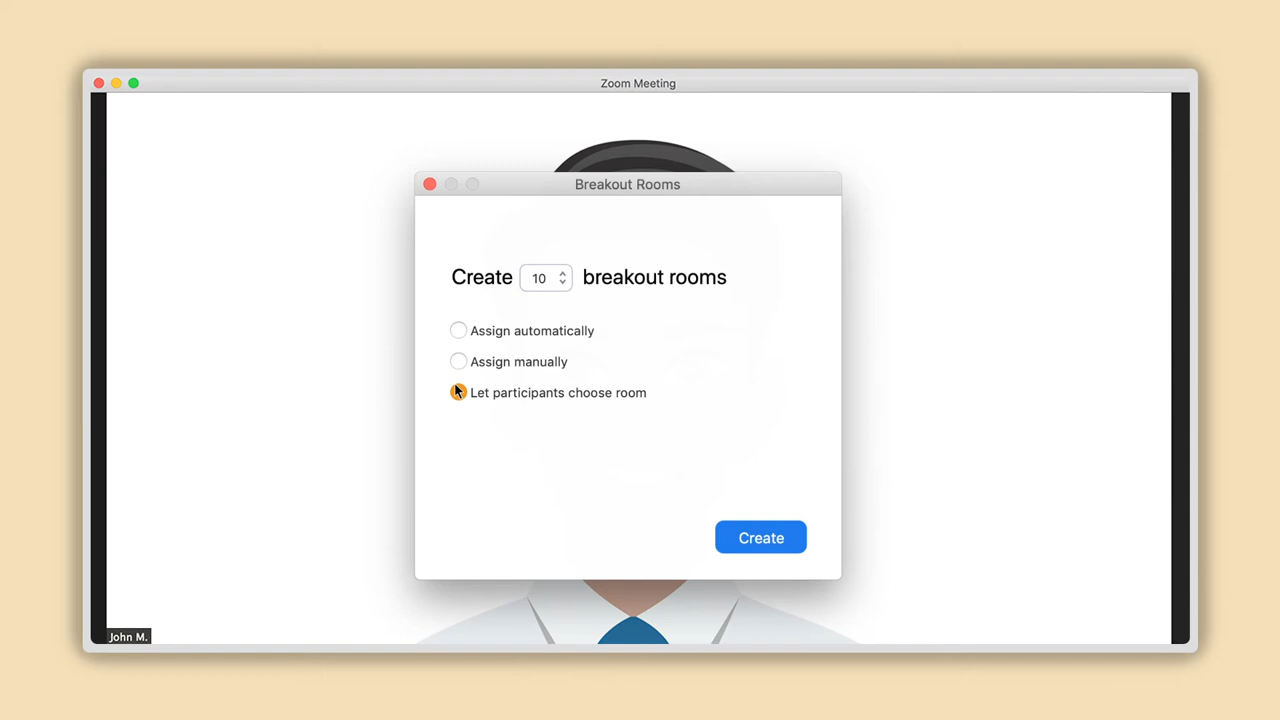 Zoom Meeting
Breakout Rooms
Create 10 breakout rooms
Assign automatically
Assign manually
Let participants choose room
Create
John M.